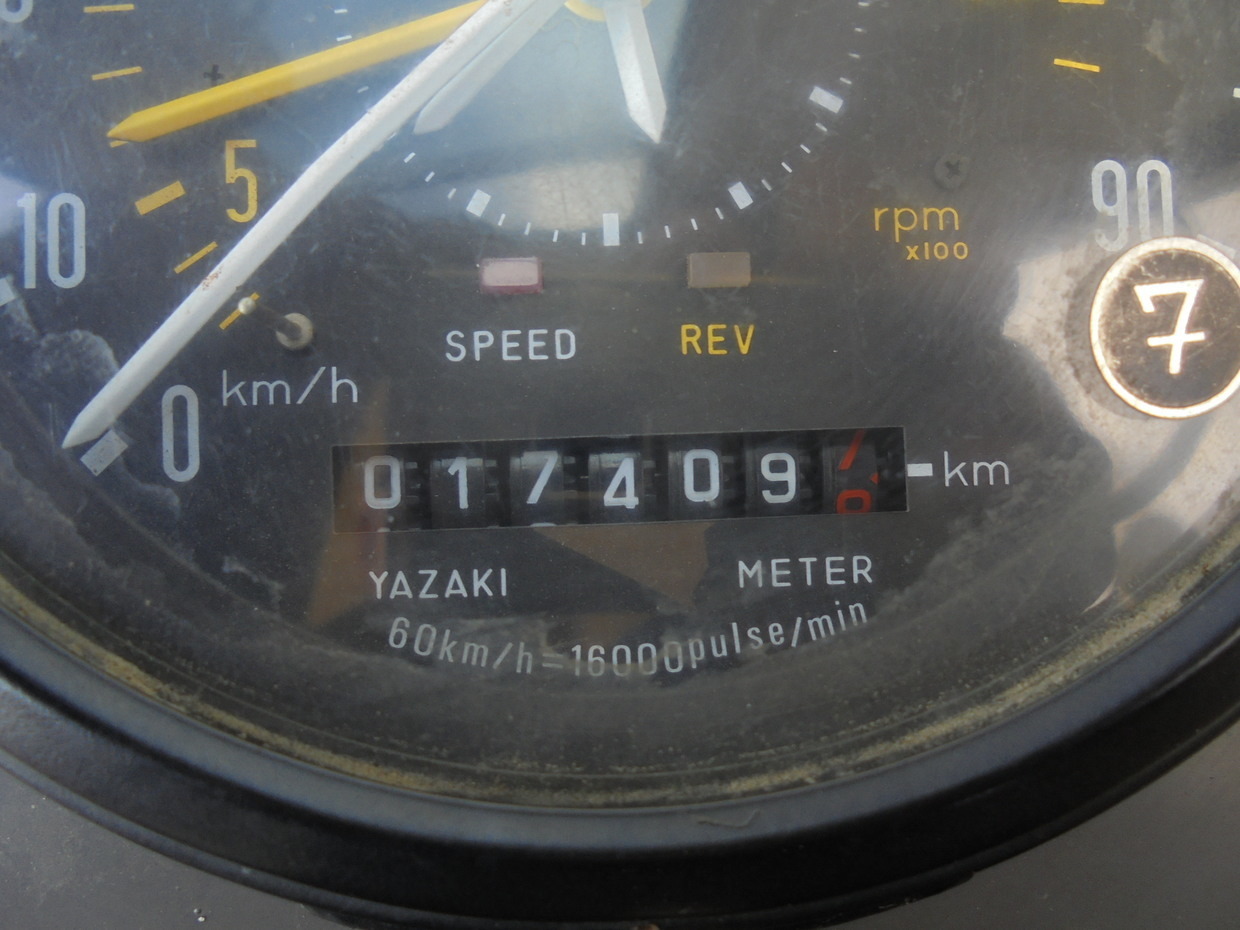 5
10
90
rpm
x100
7
SPEED REV
km/h
0
017409 km
YAZAKI METER
60km/h=16000pulse/min